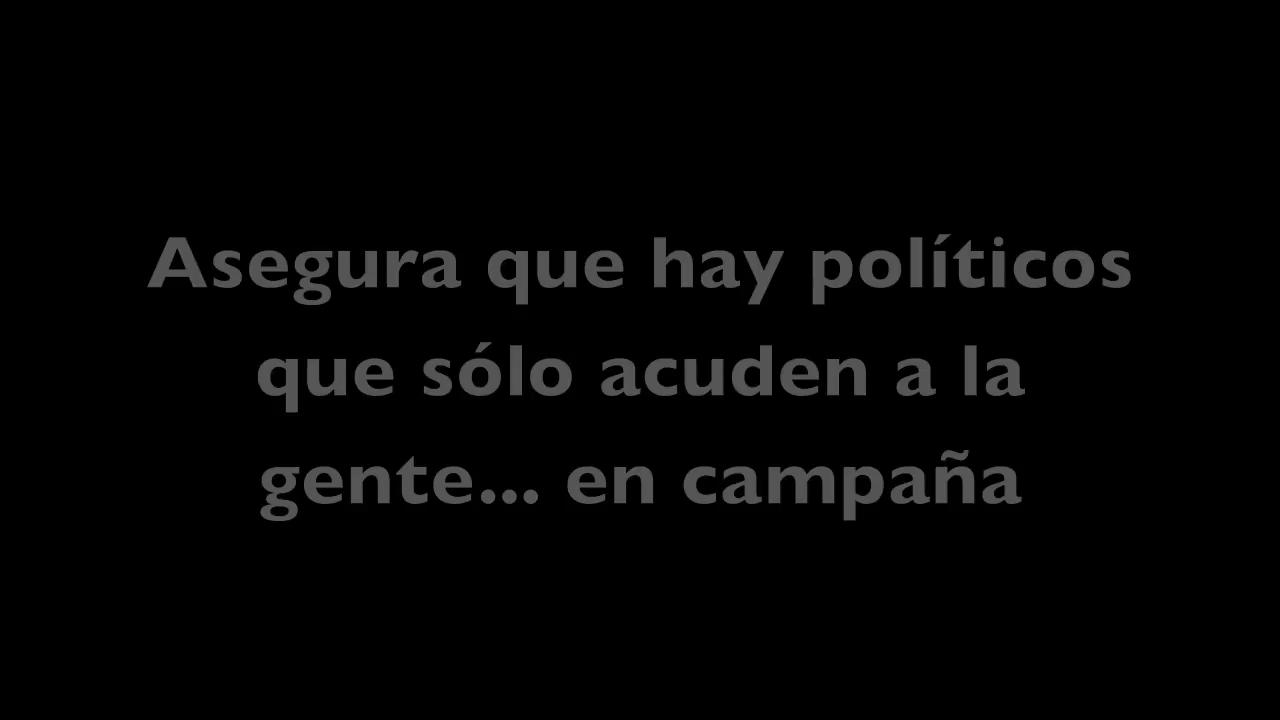 Asegura que hay políticos
que sólo acuden a la
gente... en campaña